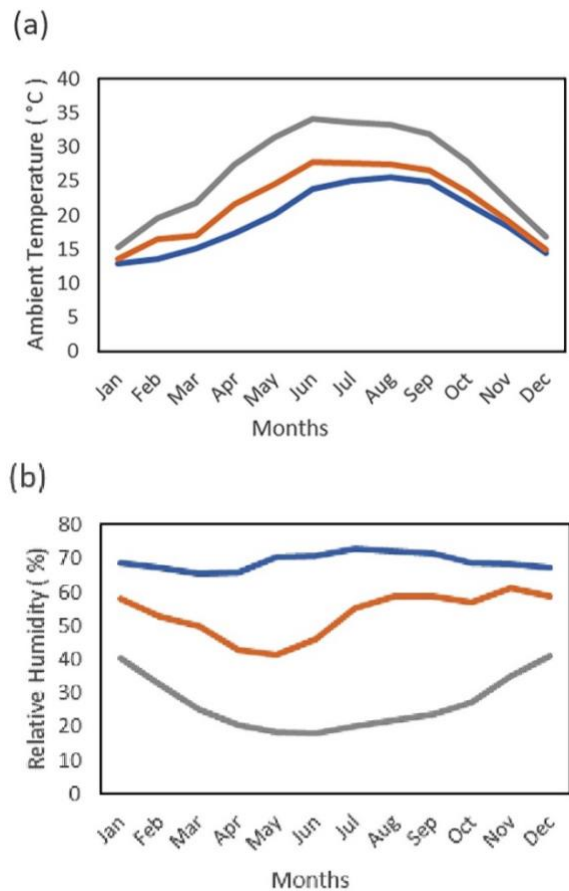 (a)
Ambient Temperature ( °C)
40
35
30
25
20
15
10
5
0
Jan
Feb
Mar
Apr
May
Jun
Jul
Aug
Sep
Oct
Nov
Dec
Months
(b)
Relative Humidity ( %)
80
70
60
50
40
30
20
10
0
Jan
Feb
Mar
Apr
May
Jun
Jul
Aug
Sep
Oct
Nov
Dec
Months